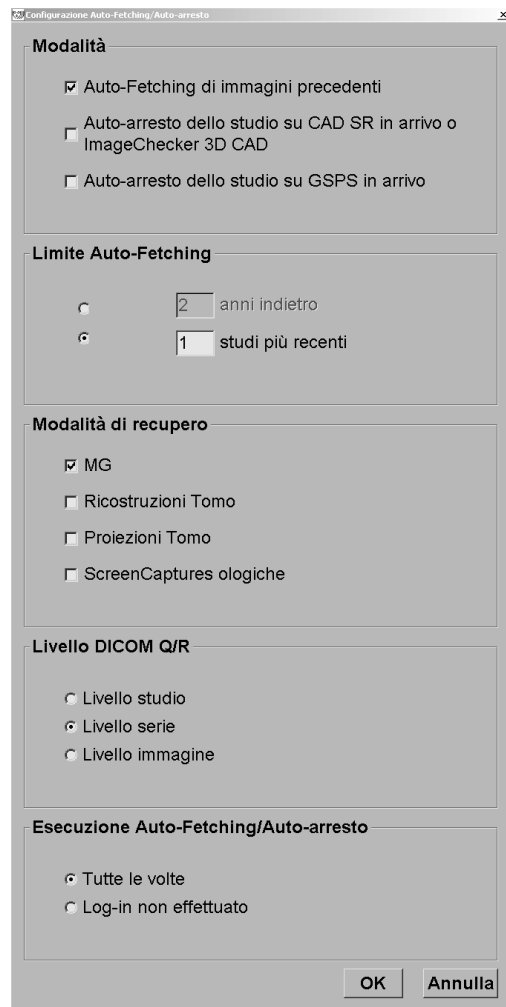 Configurazione Auto-Fetching/Auto-arresto
Modalità
Auto-Fetching di immagini precedenti
Auto-arresto dello studio su CAD SR in arrivo o
ImageChecker 3D CAD
Auto-arresto dello studio su GSPS in arrivo
Limite Auto-Fetching
2 anni indietro
1 studi più recenti
Modalità di recupero
MG
Ricostruzioni Tomo
Proiezioni Tomo
ScreenCaptures ologiche
Livello DICOM Q/R
Livello studio
Livello serie
Livello immagine
Esecuzione Auto-Fetching/Auto-arresto
Tutte le volte
Log-in non effettuato
OK Annulla